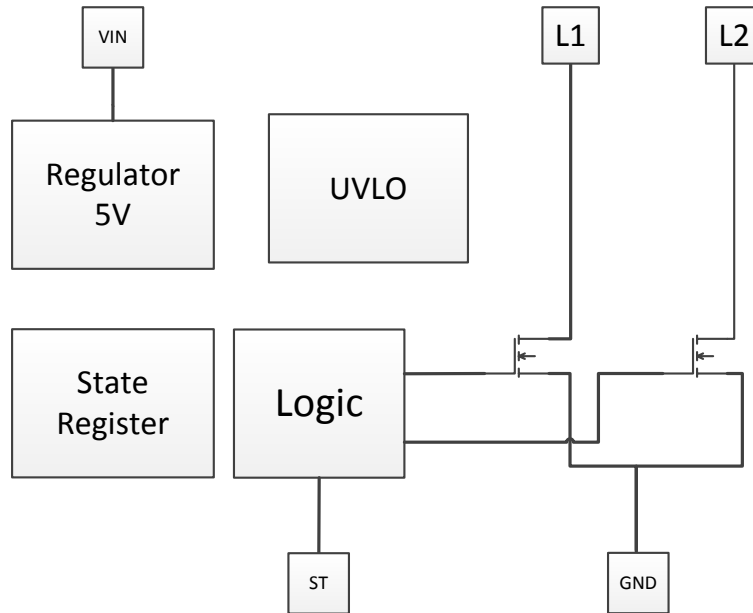 VIN
L1
L2
Regulator
5V
UVLO
State
Register
Logic
ST
GND